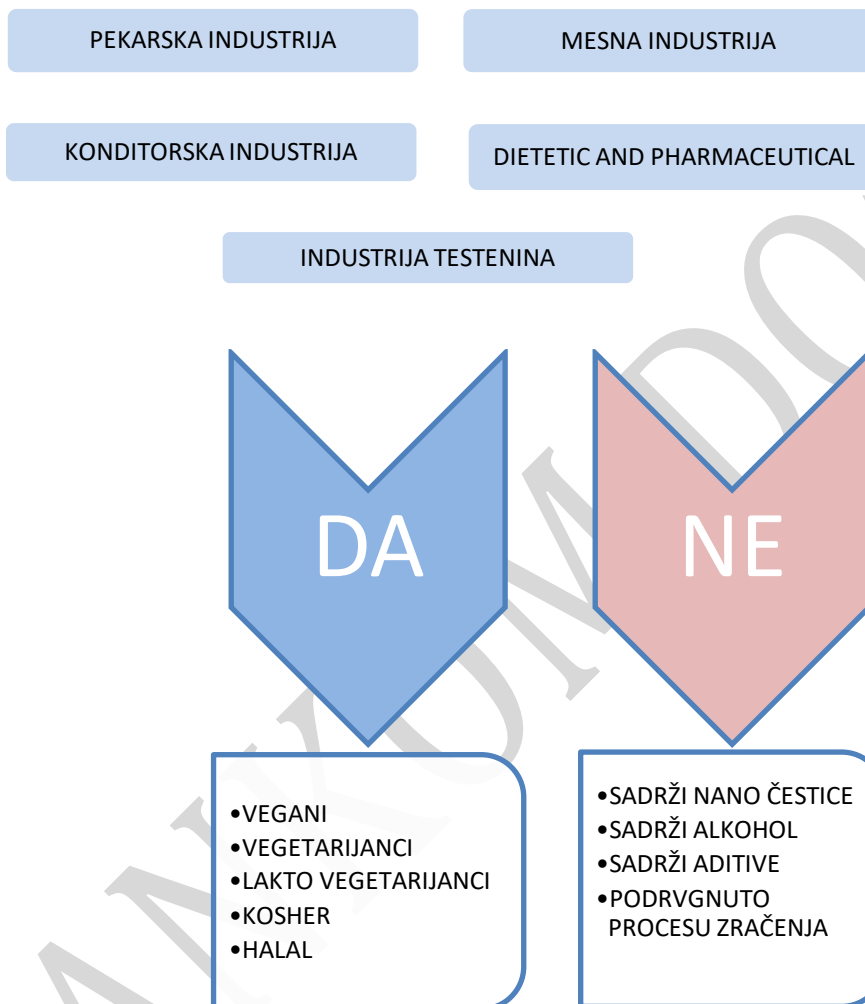 PEKARSKA INDUSTRIJA
MESNA INDUSTRIJA
KONDITORSKA INDUSTRIJA
DIETETIC AND PHARMACEUTICAL
INDUSTRIJA TESTENINA
DA
NE
•VEGANI
•VEGETARIJANCI
•LAKTO VEGETARIJANCI
•KOSHER
•HALAL
•SADRŽI NANO ČESTICE
•SADRŽI ALKOHOL
•SADRŽI ADITIVE
•PODRVGNUTO
PROCESU ZRAČENJA